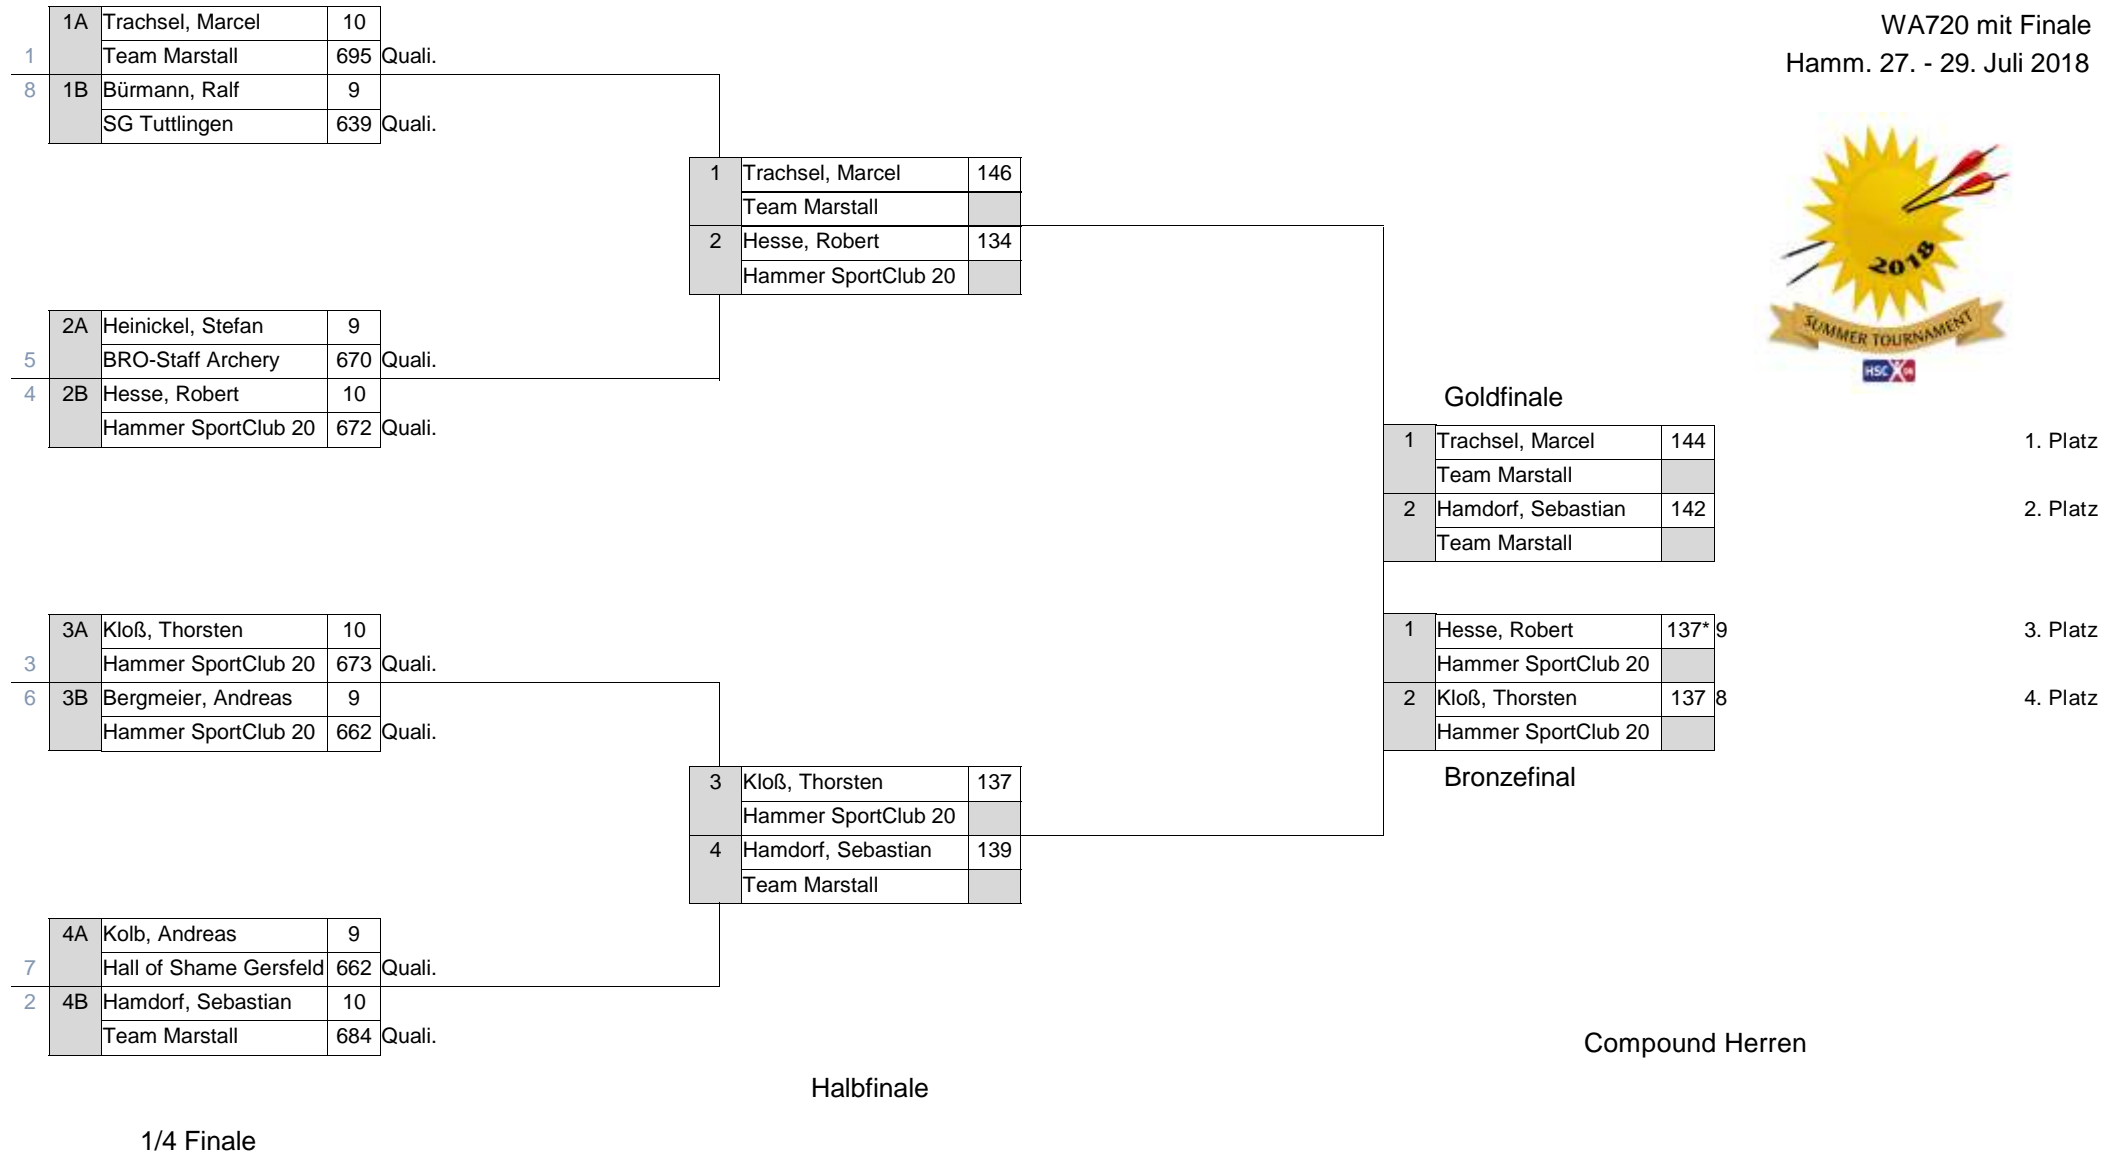 WA720 mit Finale
Hamm. 27. - 29. Juli 2018
1A Trachsel, Marcel 10
1 Team Marstall 695 Quali.
8 1B Bürmann, Ralf 9
SG Tuttlingen 639 Quali.
1 Trachsel, Marcel 146
Team Marstall
2 Hesse, Robert 134
Hammer SportClub 20
2018
SUMMER TOURNAMENT
HSC 08
2A Heinickel, Stefan 9
5 BRO-Staff Archery 670 Quali.
4 2B Hesse, Robert 10
Hammer SportClub 20 672 Quali.
Goldfinale
1 Trachsel, Marcel 144 1. Platz
Team Marstall
2 Hamdorf, Sebastian 142 2. Platz
Team Marstall
3A Kloß, Thorsten 10
3 Hammer SportClub 20 673 Quali.
6 3B Bergmeier, Andreas 9
Hammer SportClub 20 662 Quali.
1 Hesse, Robert 137* 9 3. Platz
Hammer SportClub 20
2 Kloß, Thorsten 137 8 4. Platz
Hammer SportClub 20
Bronzefinal
3 Kloß, Thorsten 137
Hammer SportClub 20
4 Hamdorf, Sebastian 139
Team Marstall
4A Kolb, Andreas 9
7 Hall of Shame Gersfeld 662 Quali.
2 4B Hamdorf, Sebastian 10
Team Marstall 684 Quali.
Compound Herren
Halbfinale
1/4 Finale